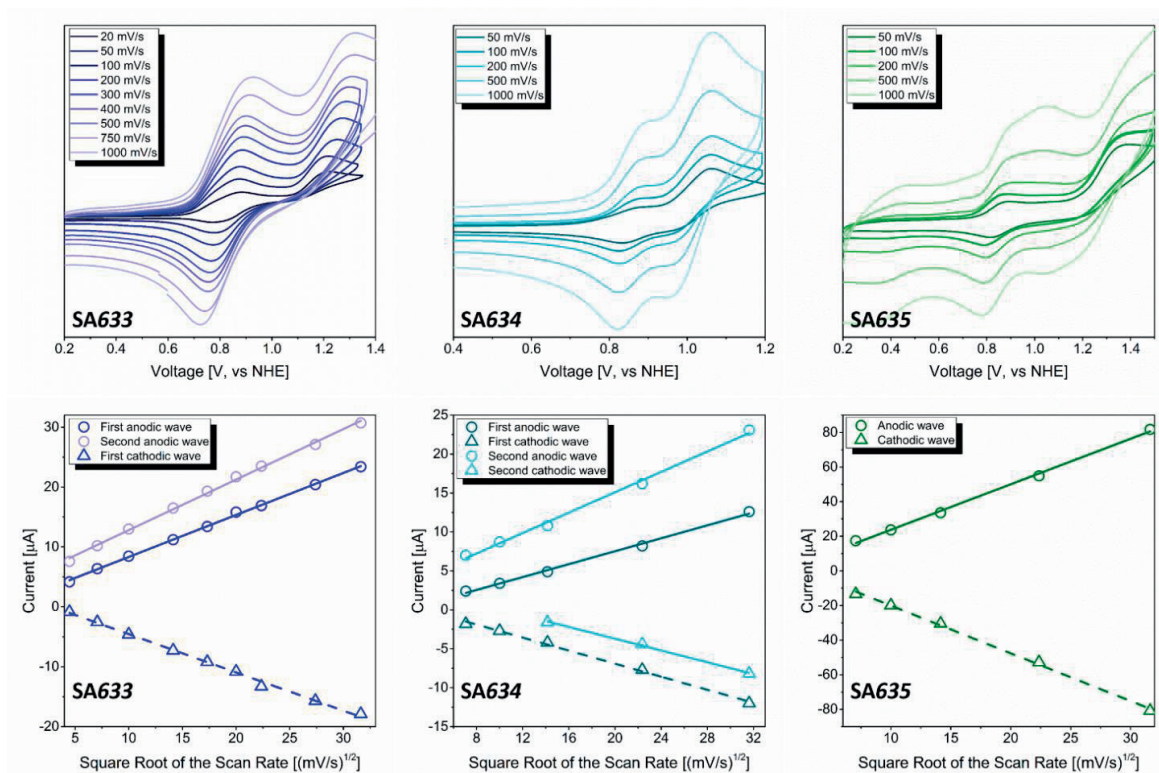 20 mV/s
50 mV/s
100 mV/s
200 mV/s
300 mV/s
400 mV/s
500 mV/s
750 mV/s
1000 mV/s
SA633
0.2 0.4 0.6 0.8 1.0 1.2 1.4
Voltage [V, vs NHE]
50 mV/s
100 mV/s
200 mV/s
500 mV/s
1000 mV/s
SA634
0.4 0.6 0.8 1.0 1.2
Voltage [V, vs NHE]
50 mV/s
100 mV/s
200 mV/s
500 mV/s
1000 mV/s
SA635
0.2 0.4 0.6 0.8 1.0 1.2 1.4
Voltage [V, vs NHE]
First anodic wave
Second anodic wave
First cathodic wave
30
20
10
0
-10
-20
Current [µA]
SA633
5 10 15 20 25 30
Square Root of the Scan Rate [(mV/s)1/2]
First anodic wave
First cathodic wave
Second anodic wave
Second cathodic wave
25
20
15
10
5
0
-5
-10
-15
Current [µA]
SA634
8 12 16 20 24 28 32
Square Root of the Scan Rate [(mV/s)1/2]
Anodic wave
Cathodic wave
80
60
40
20
0
-20
-40
-60
-80
Current [µA]
SA635
10 15 20 25 30
Square Root of the Scan Rate [(mV/s)1/2]